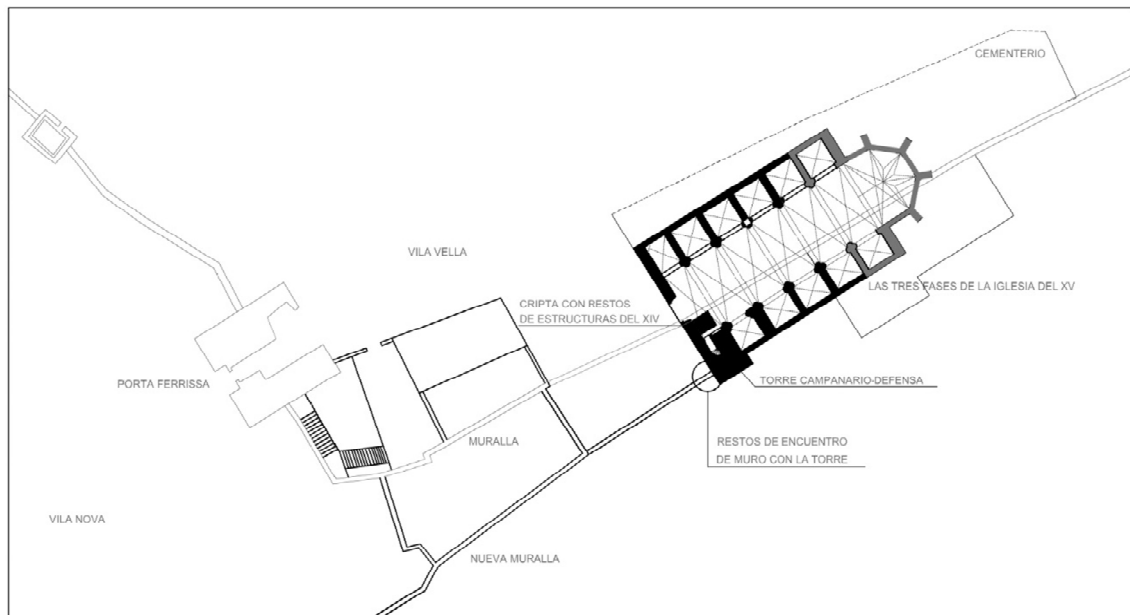 CEMENTERIO
VILA VELLA
LAS TRES FASES DE LA IGLESIA DEL XV
CRIPTA CON RESTOS
DE ESTRUCTURAS DEL XIV
PORTA FERRISSA
TORRE CAMPANARIO-DEFENSA
MURALLA
RESTOS DE ENCUENTRO
DE MURO CON LA TORRE
VILA NOVA
NUEVA MURALLA